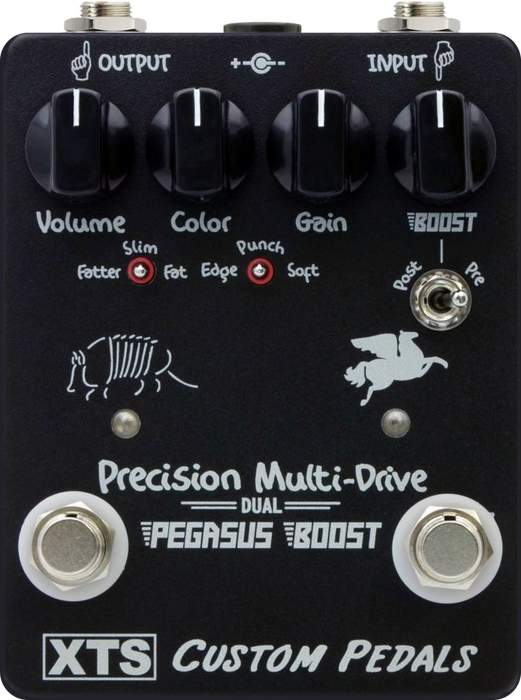 OUTPUT
INPUT
Volume
Color
Gain
BOOST
Slim
Fatter
Fat
Punch
Edge
Soft
Post
Pre
Precision Multi-Drive
DUAL
PEGASUS BOOST
XTS CUSTOM PEDALS